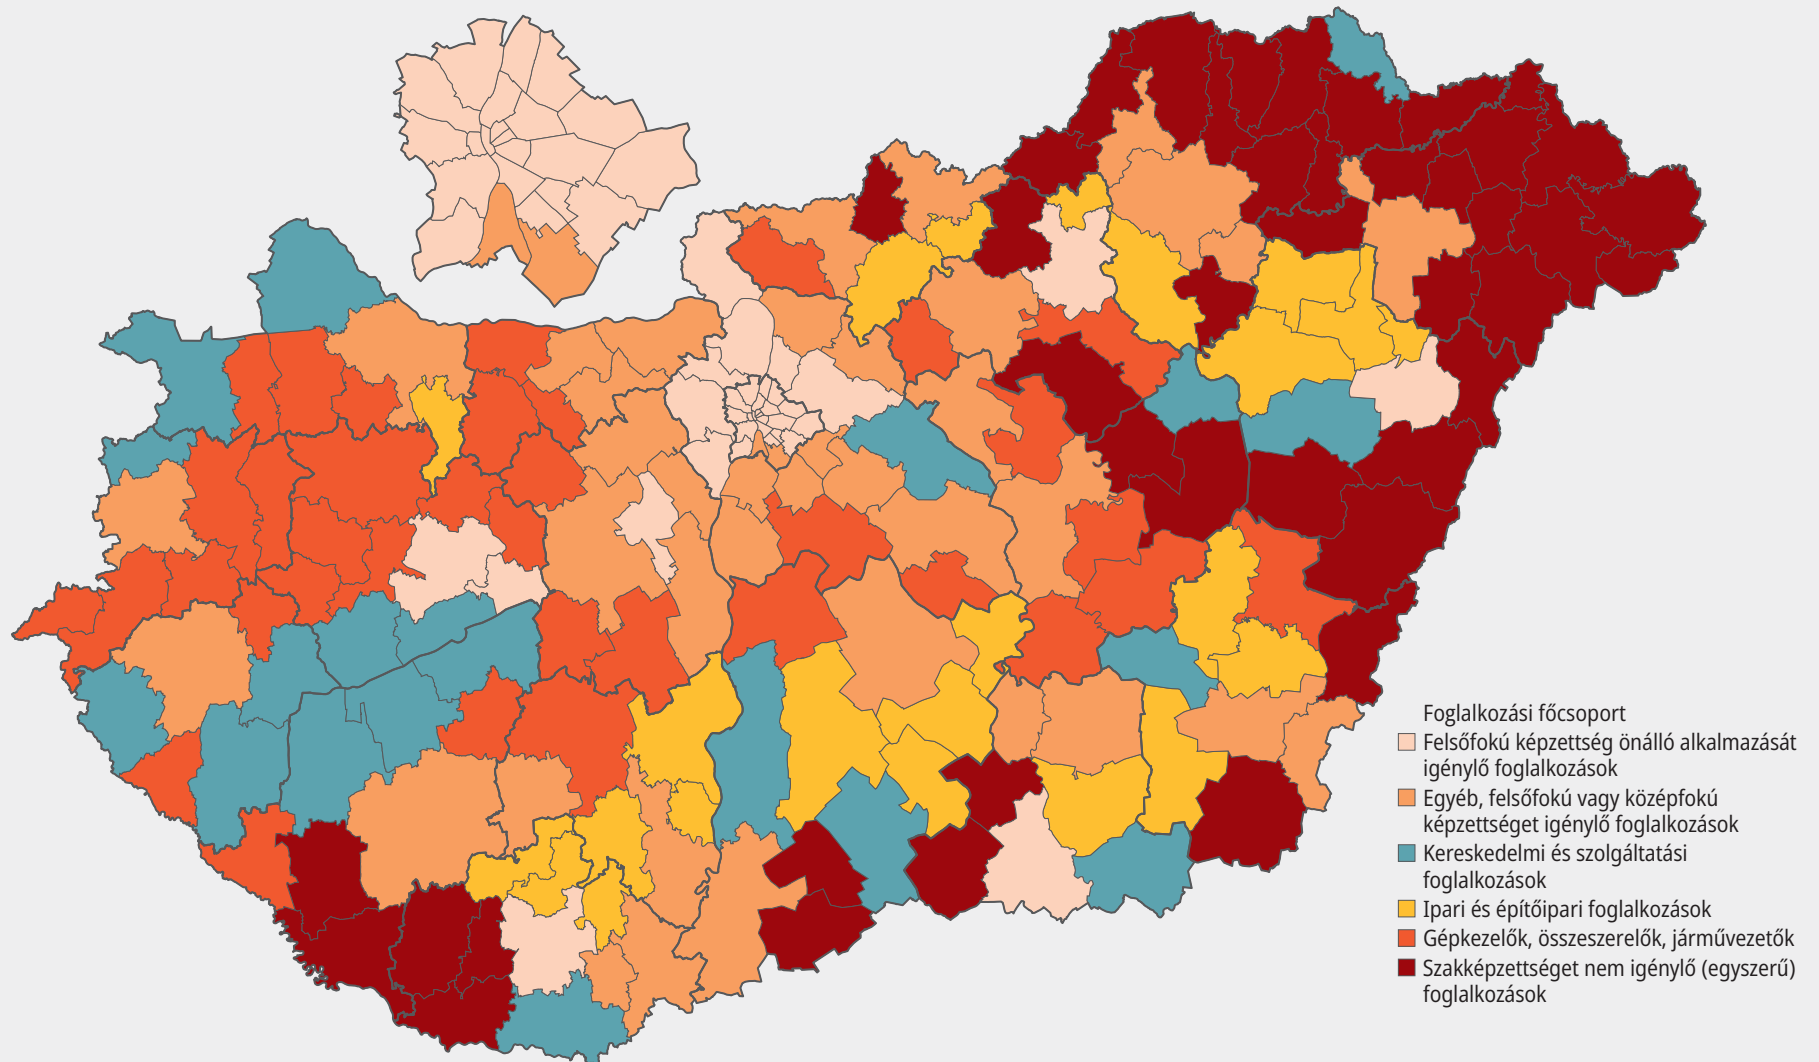 Foglalkozási főcsoport
Felsőfokú képzettség önálló alkalmazását
igénylő foglalkozások
Egyéb, felsőfokú vagy középfokú
képzettséget igénylő foglalkozások
Kereskedelmi és szolgáltatási
foglalkozások
Ipari és építőipari foglalkozások
Gépkezelők, összeszerelők, járművezetők
Szakképzettséget nem igénylő (egyszerű)
foglalkozások